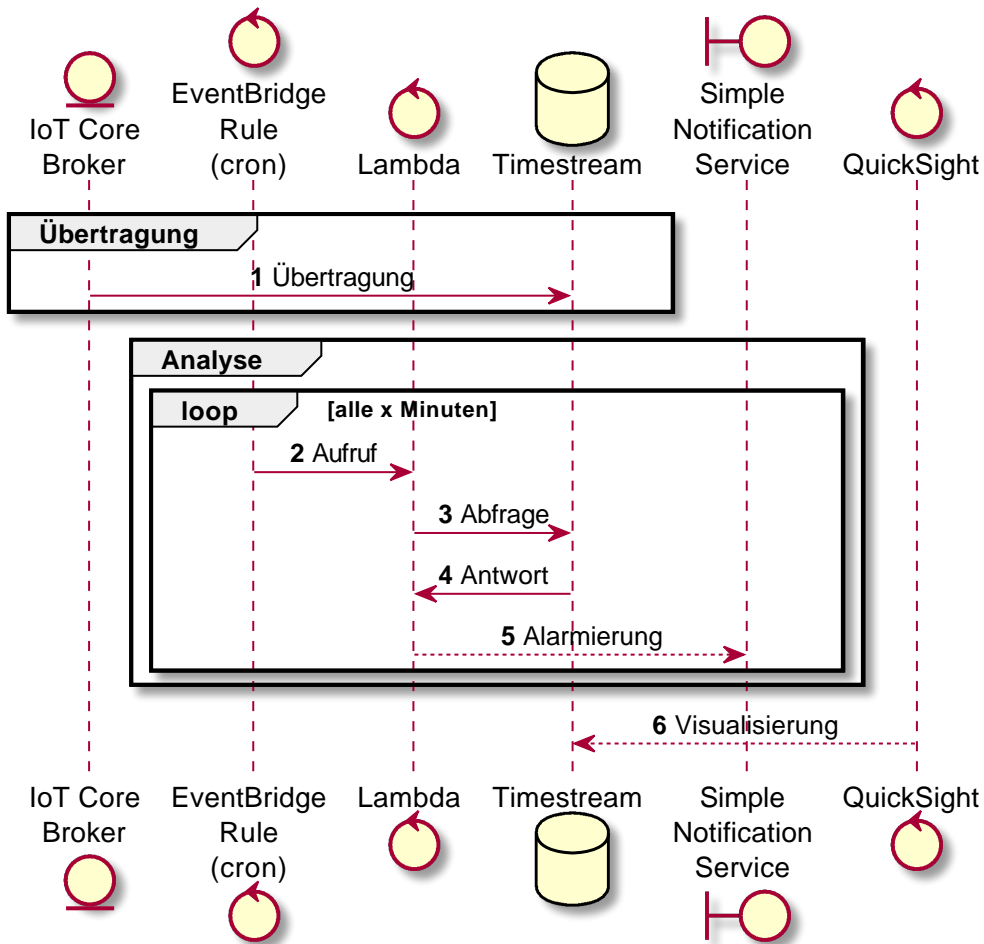 IoT Core
Broker
EventBridge
Rule
(cron)
Lambda
Timestream
Simple
Notification
Service
QuickSight
Übertragung
1 Übertragung
Analyse
loop [alle x Minuten]
2 Aufruf
3 Abfrage
4 Antwort
5 Alarmierung
6 Visualisierung
IoT Core
Broker
EventBridge
Rule
(cron)
Lambda
Timestream
Simple
Notification
Service
QuickSight